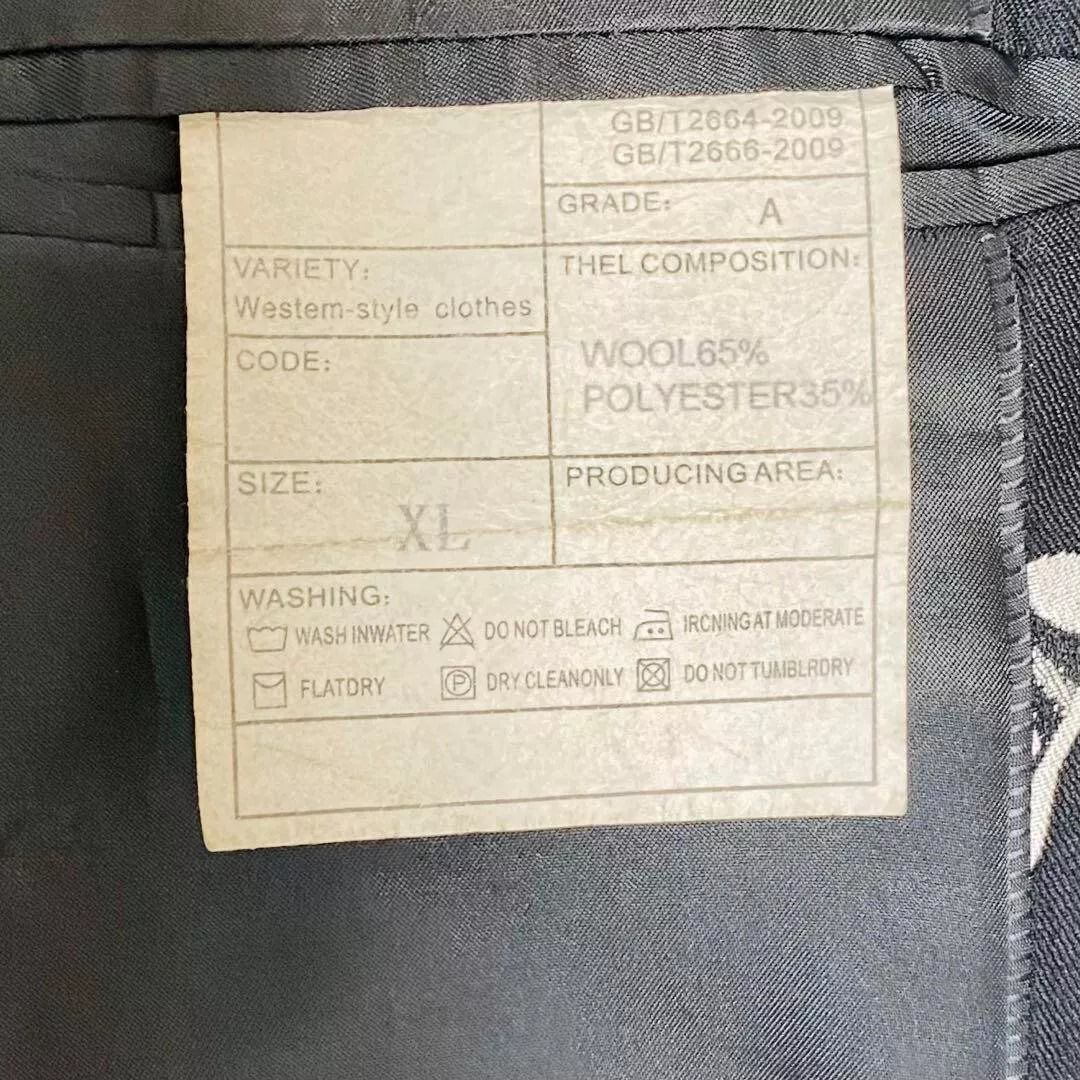 GB/T2664-2009
GB/T2666-2009
GRADE: A
VARIETY:
Western-style clothes
THEL COMPOSITION:
WOOL65%
POLYESTER35%
CODE:
SIZE:
XL
PRODUCING AREA:
WASHING:
WASH INWATER DO NOT BLEACH IRCNING AT MODERATE
FLATDRY P DRY CLEANONLY DO NOT TUMBLRDRY